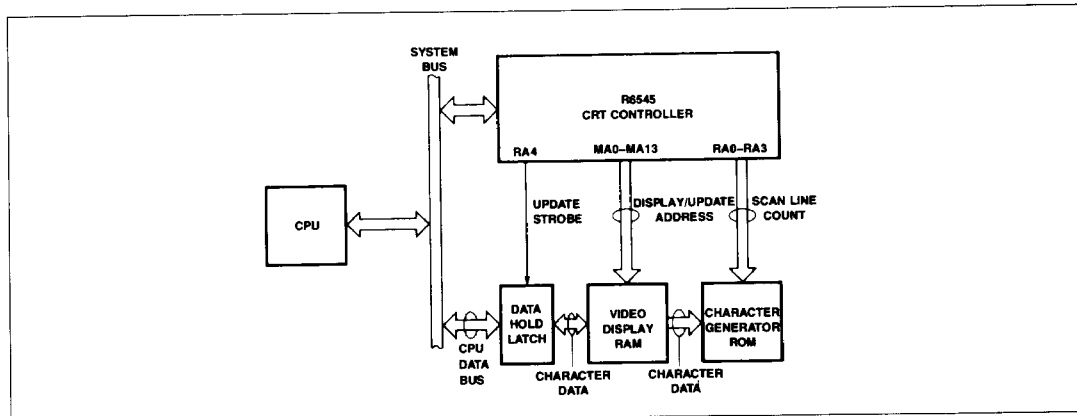 SYSTEM
BUS
R6545
CRT CONTROLLER
RA4
MA0–MA13
RA0–RA3
CPU
UPDATE
STROBE
DISPLAY/UPDATE
ADDRESS
SCAN LINE
COUNT
DATA
HOLD
LATCH
VIDEO
DISPLAY
RAM
CHARACTER
GENERATOR
ROM
CPU
DATA
BUS
CHARACTER
DATA
CHARACTER
DATA